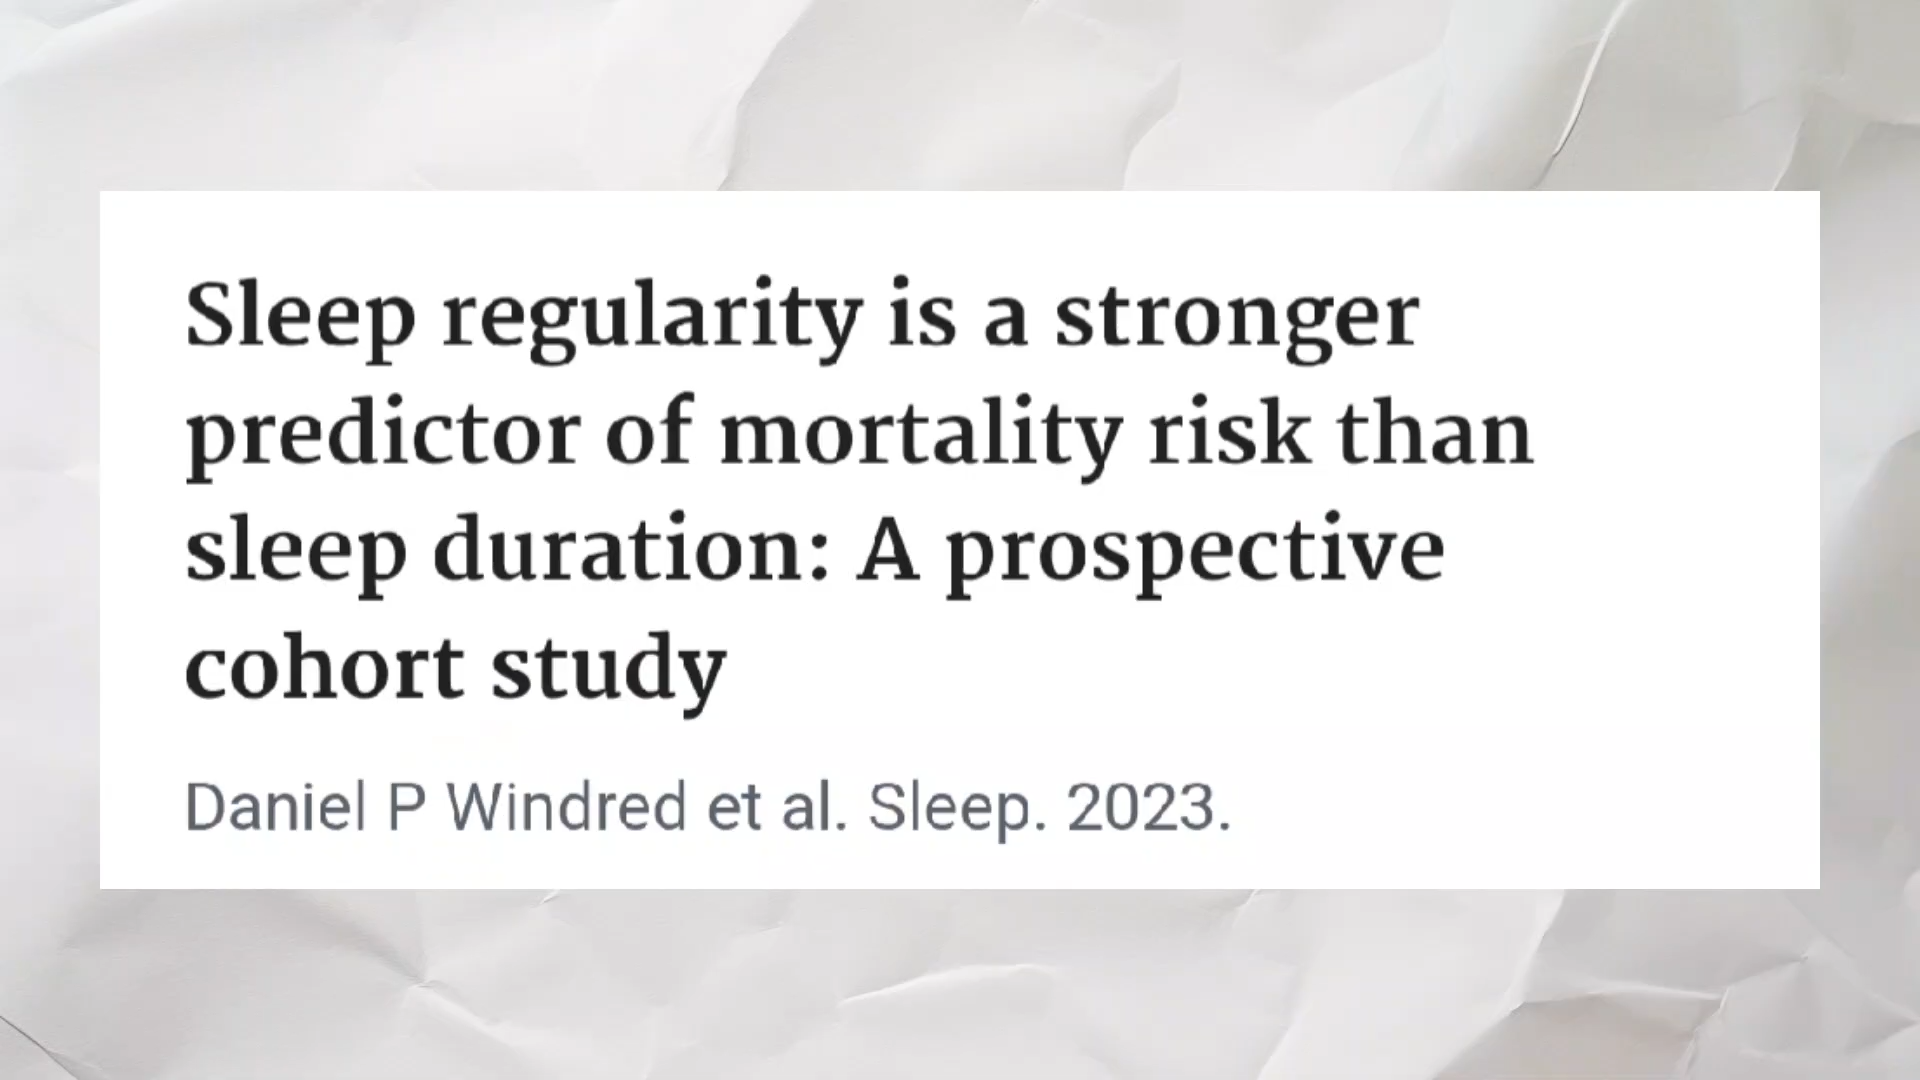 Sleep regularity is a stronger
predictor of mortality risk than
sleep duration: A prospective
cohort study
Daniel P Windred et al. Sleep. 2023.